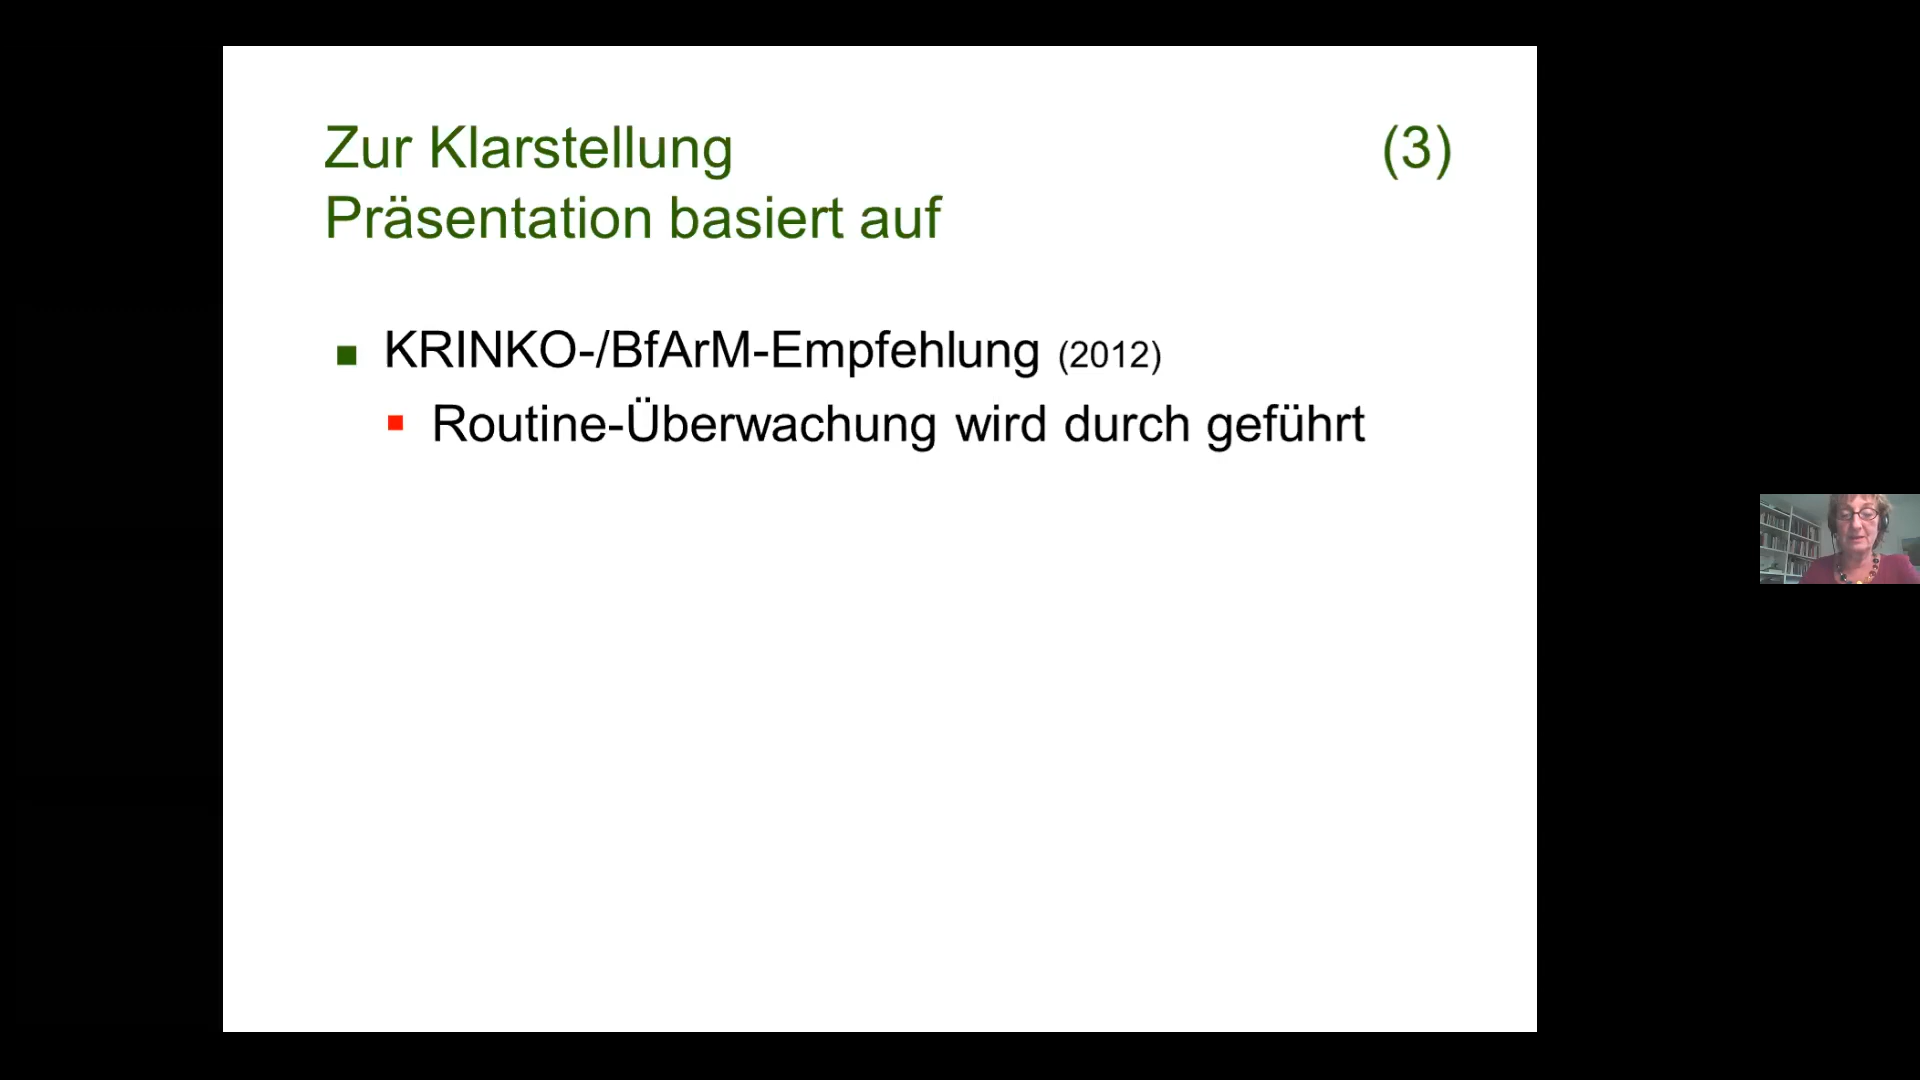 Zur Klarstellung (3)
Präsentation basiert auf
KRINKO-/BfArM-Empfehlung (2012)
Routine-Überwachung wird durch geführt